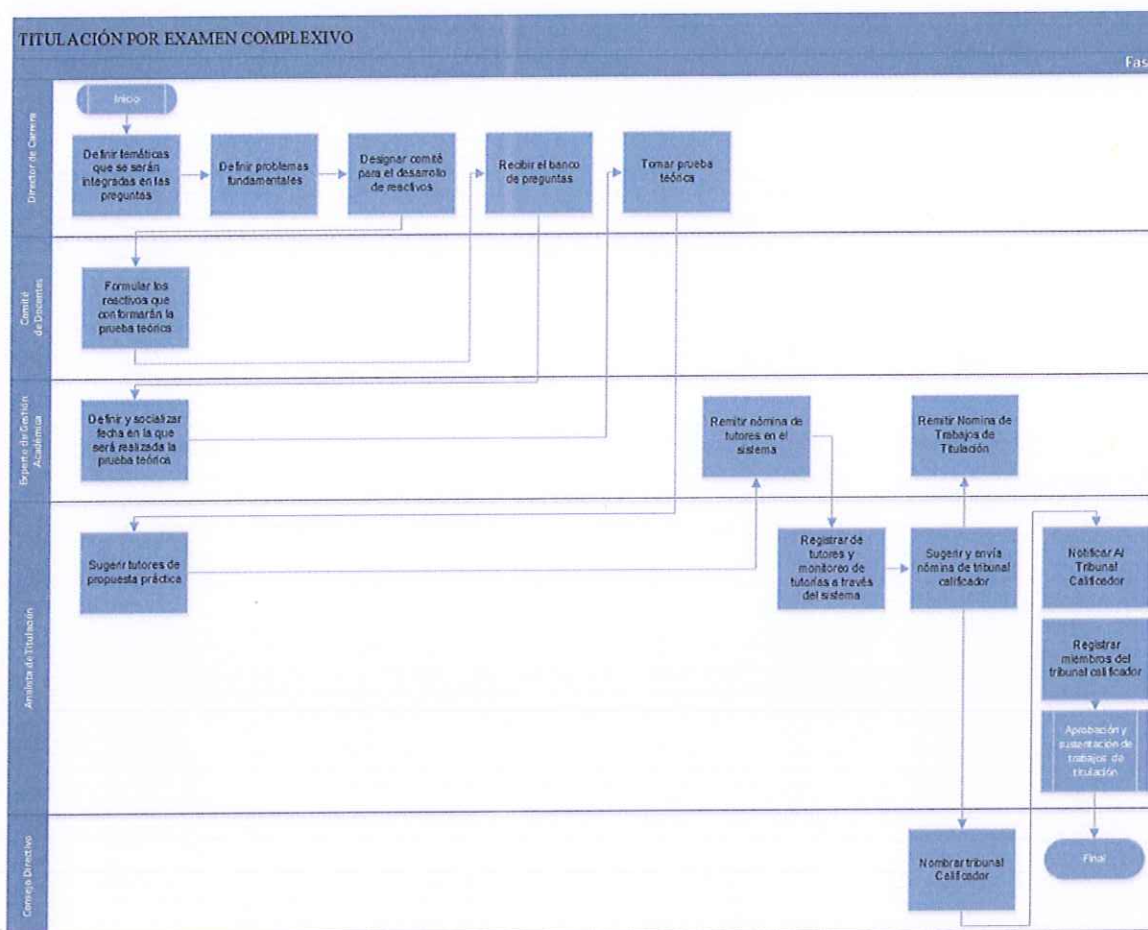 TITULACIÓN POR EXAMEN COMPLEXIVO
Fas
Director de Carrera
Inicio
Definir temáticas
que se serán
integradas en las
preguntas
Definir problemas
fundamentales
Designar comité
para el desarrollo
de reactivos
Recibir el banco
de preguntas
Tomar prueba
teórica
Comité
de Docentes
Formular los
reactivos que
conformarán la
prueba teórica
Experto de Gestión
Académica
Definir y socializar
fecha en la que
será realizada la
prueba teórica
Remitir nómina de
tutores en el
sistema
Remitir Nomina de
Trabajos de
Titulación
Analista de Titulación
Sugerir tutores de
propuesta práctica
Registrar de
tutores y
monitoreo de
tutorías a través
del sistema
Sugerir y envía
nómina de tribunal
calificador
Notificar Al
Tribunal
Calificador
Registrar
miembros del
tribunal calificador
Aprobación y
sustentación de
trabajos de
titulación
Consejo Directivo
Nombrar tribunal
Calificador
Final